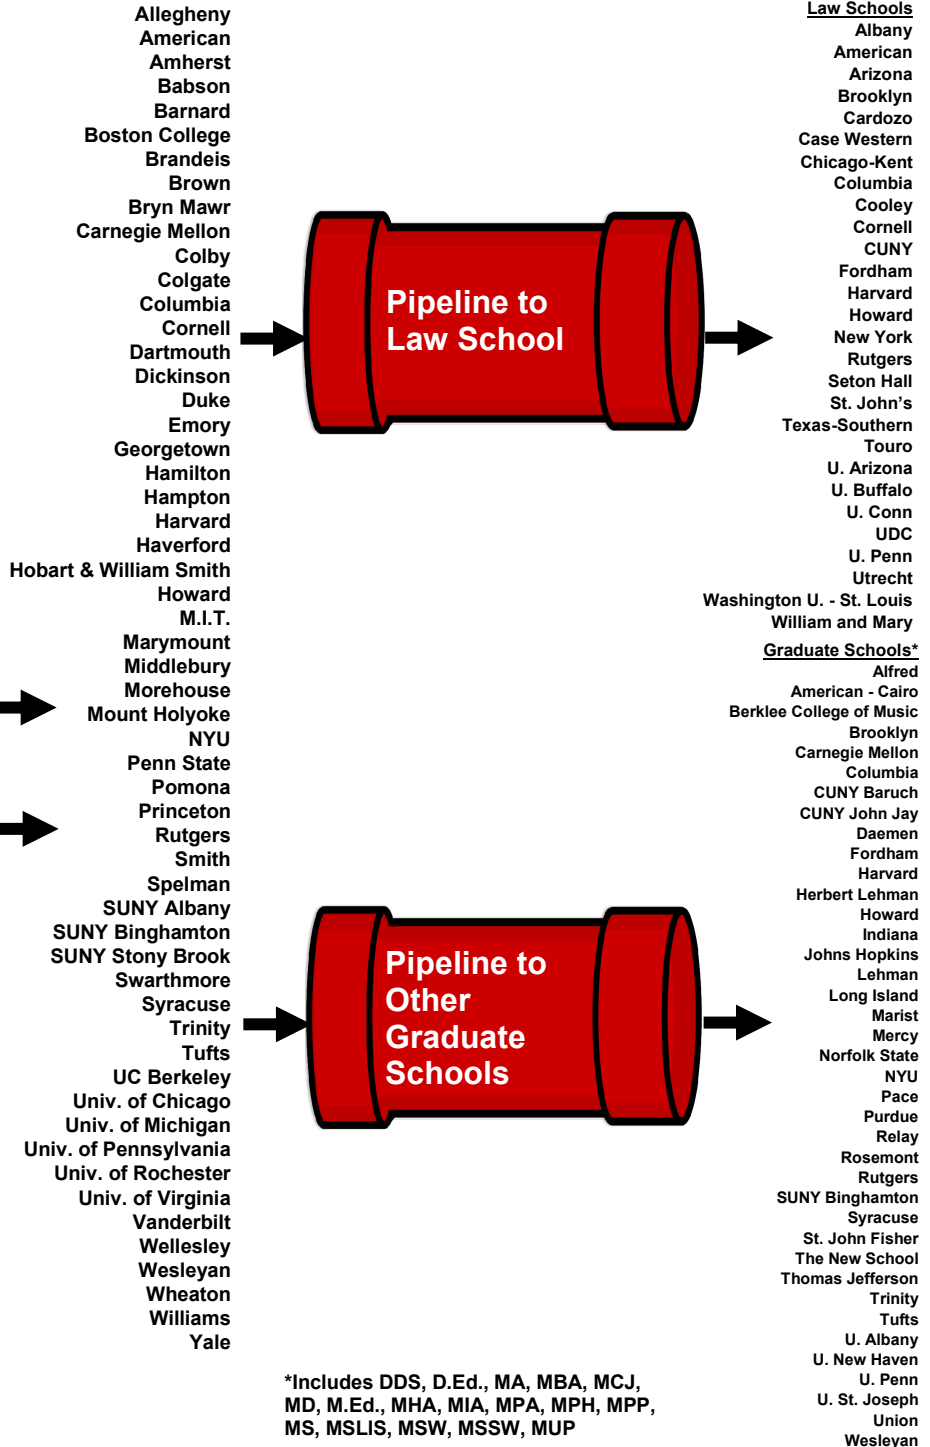 Allegheny
American
Amherst
Babson
Barnard
Boston College
Brandeis
Brown
Bryn Mawr
Carnegie Mellon
Colby
Colgate
Columbia
Cornell
Dartmouth
Dickinson
Duke
Emory
Georgetown
Hamilton
Hampton
Harvard
Haverford
Hobart & William Smith
Howard
M.I.T.
Marymount
Middlebury
Morehouse
Mount Holyoke
NYU
Penn State
Pomona
Princeton
Rutgers
Smith
Spelman
SUNY Albany
SUNY Binghamton
SUNY Stony Brook
Swarthmore
Syracuse
Trinity
Tufts
UC Berkeley
Univ. of Chicago
Univ. of Michigan
Univ. of Pennsylvania
Univ. of Rochester
Univ. of Virginia
Vanderbilt
Wellesley
Wesleyan
Wheaton
Williams
Yale
Pipeline to
Law School
Pipeline to
Other
Graduate
Schools
*Includes DDS, D.Ed., MA, MBA, MCJ,
MD, M.Ed., MHA, MIA, MPA, MPH, MPP,
MS, MSLIS, MSW, MSSW, MUP
Law Schools
Albany
American
Arizona
Brooklyn
Cardozo
Case Western
Chicago-Kent
Columbia
Cooley
Cornell
CUNY
Fordham
Harvard
Howard
New York
Rutgers
Seton Hall
St. John’s
Texas-Southern
Touro
U. Arizona
U. Buffalo
U. Conn
UDC
U. Penn
Utrecht
Washington U. - St. Louis
William and Mary
Graduate Schools*
Alfred
American - Cairo
Berklee College of Music
Brooklyn
Carnegie Mellon
Columbia
CUNY Baruch
CUNY John Jay
Daemen
Fordham
Harvard
Herbert Lehman
Howard
Indiana
Johns Hopkins
Lehman
Long Island
Marist
Mercy
Norfolk State
NYU
Pace
Purdue
Relay
Rosemont
Rutgers
SUNY Binghamton
Syracuse
St. John Fisher
The New School
Thomas Jefferson
Trinity
Tufts
U. Albany
U. New Haven
U. Penn
U. St. Joseph
Union
Wesleyan